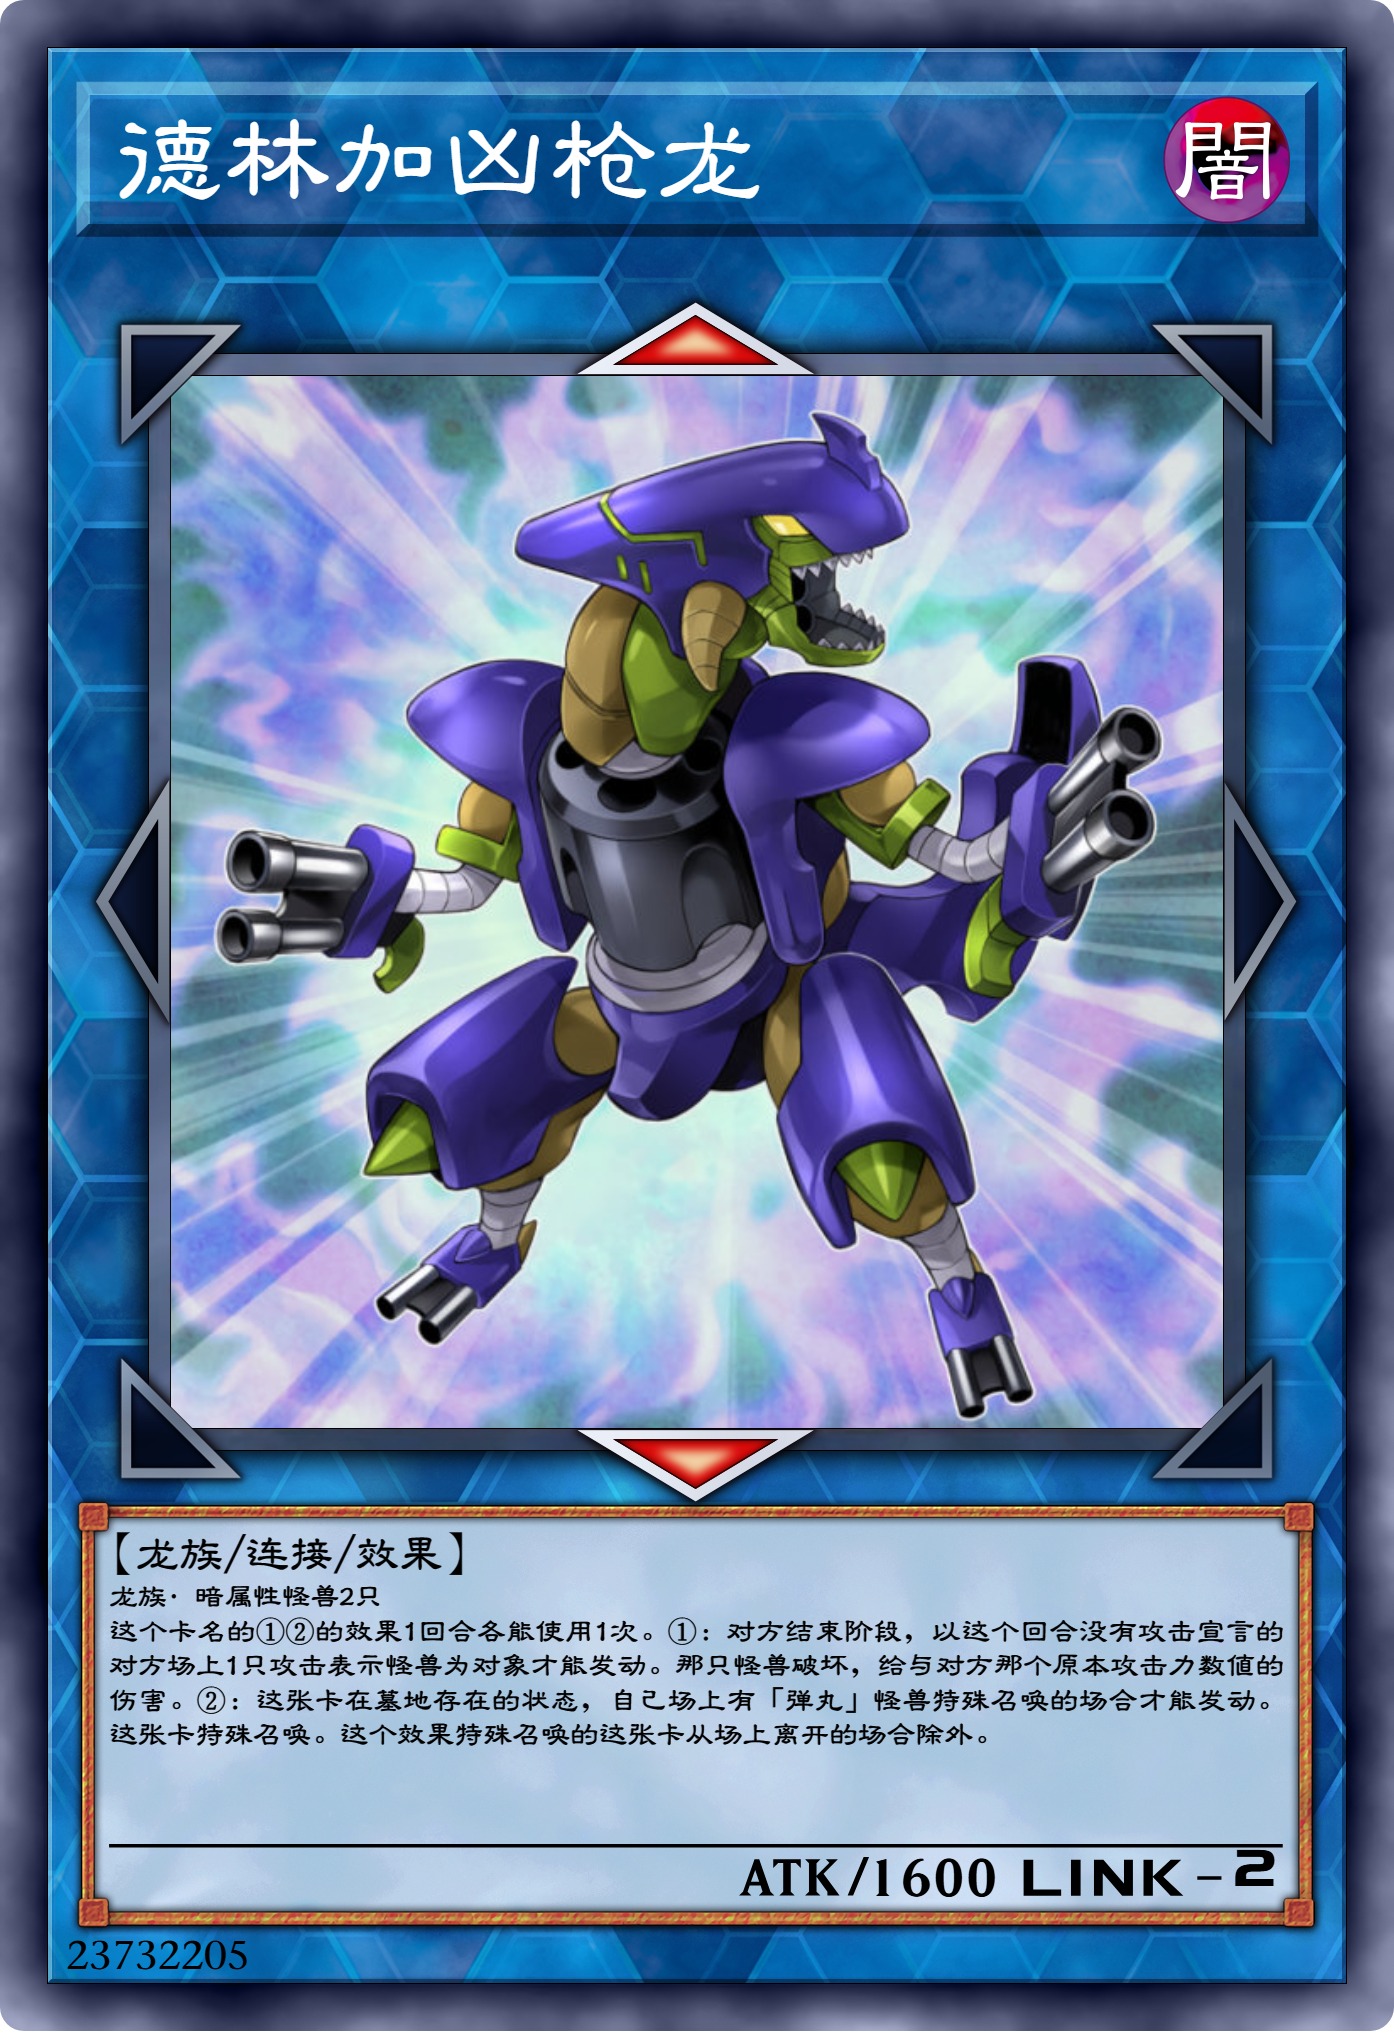 德林加凶枪龙 闇
【龙族/连接/效果】
龙族·暗属性怪兽2只
这个卡名的①②的效果1回合各能使用1次。①：对方结束阶段，以这个回合没有攻击宣言的
对方场上1只攻击表示怪兽为对象才能发动。那只怪兽破坏，给与对方那个原本攻击力数值的
伤害。②：这张卡在墓地存在的状态，自己场上有「弹丸」怪兽特殊召唤的场合才能发动。
这张卡特殊召唤。这个效果特殊召唤的这张卡从场上离开的场合除外。
ATK/1600 LINK-2
23732205